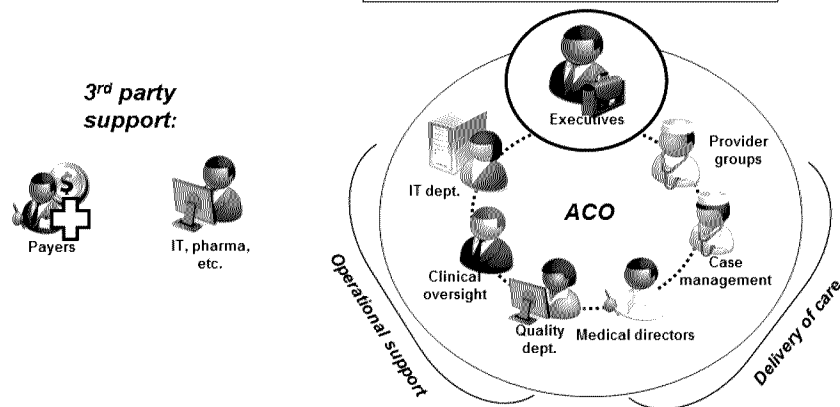 3rd party
support:
$
Payers
IT, pharma,
etc.
Executives
Provider
groups
IT dept.
ACO
Case
management
Clinical
oversight
Quality
dept.
Medical directors
Operational support
Delivery of care